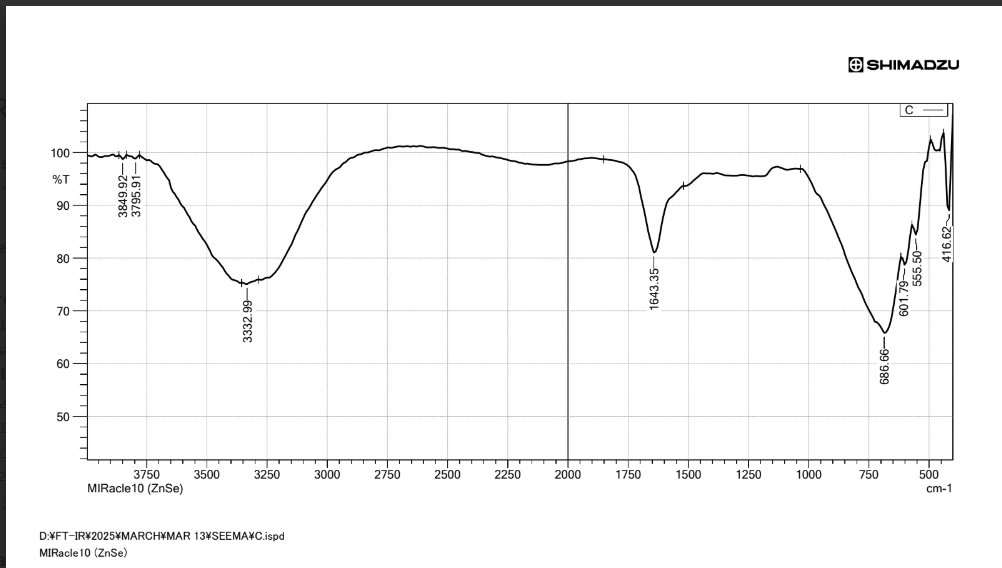 SHIMADZU
C
100
%T
90
80
70
60
50
3849.92
3795.91
3332.99
1643.35
686.66
601.79
555.50
416.62
3750 3500 3250 3000 2750 2500 2250 2000 1750 1500 1250 1000 750 500
MIRacle10 (ZnSe) cm-1
D:¥FT-IR¥2025¥MARCH¥MAR 13¥SEEMA¥C.ispd
MIRacle10 (ZnSe)